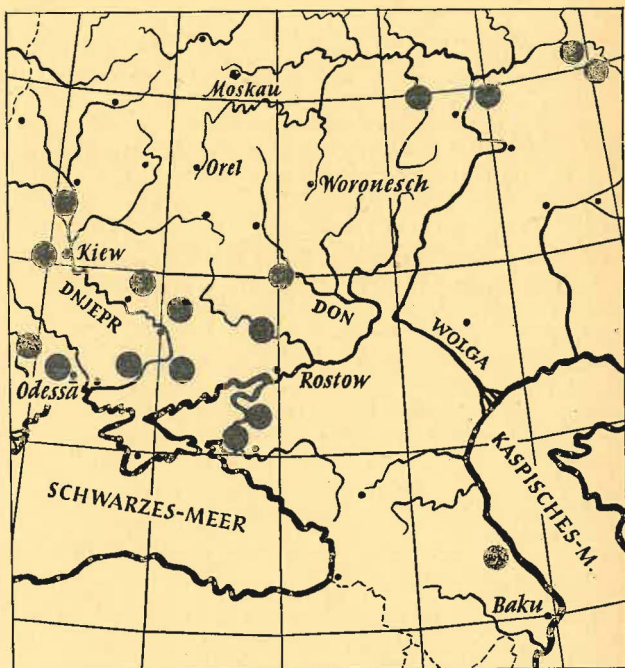 Moskau
Orel
Woronesch
Kiew
DNJEPR
DON
WOLGA
Odessa
Rostow
KASPISCHES-M.
SCHWARZES-MEER
Baku